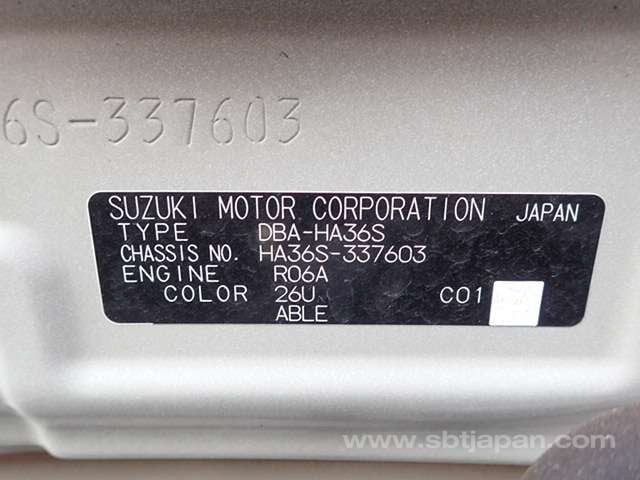 6S-337603
SUZUKI MOTOR CORPORATION JAPAN
TYPE DBA-HA36S
CHASSIS NO. HA36S-337603
ENGINE R06A
COLOR 26U C01
ABLE
www.sbtjapan.com